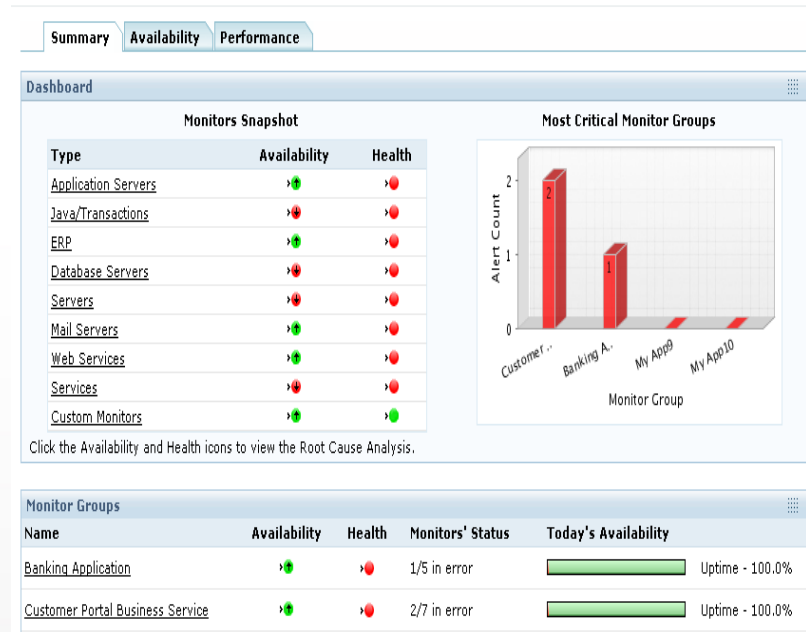 Summary Availability Performance
Dashboard
Monitors Snapshot
Type Availability Health
Application Servers
Java/Transactions
ERP
Database Servers
Servers
Mail Servers
Web Services
Services
Custom Monitors
Click the Availability and Health icons to view the Root Cause Analysis.
Most Critical Monitor Groups
Alert Count
2
1
0
2
1
Customer ..
Banking A..
My App9
My App10
Monitor Group
Monitor Groups
Name Availability Health Monitors' Status Today's Availability
Banking Application 1/5 in error Uptime - 100.0%
Customer Portal Business Service 2/7 in error Uptime - 100.0%